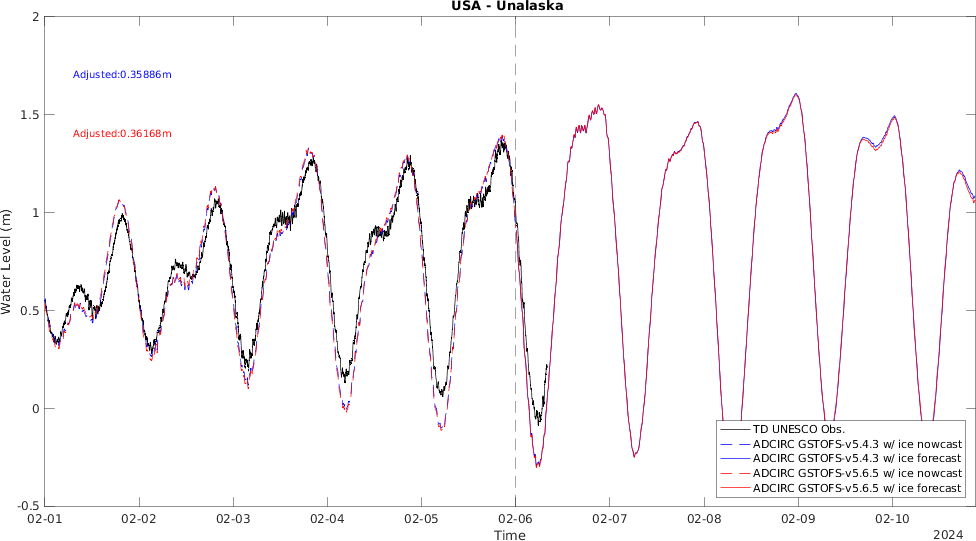 USA - Unalaska
2
1.5
1
0.5
0
-0.5
Water Level (m)
Adjusted:0.35886m
Adjusted:0.36168m
TD UNESCO Obs.
ADCIRC GSTOFS-v5.4.3 w/ ice nowcast
ADCIRC GSTOFS-v5.4.3 w/ ice forecast
ADCIRC GSTOFS-v5.6.5 w/ ice nowcast
ADCIRC GSTOFS-v5.6.5 w/ ice forecast
02-01 02-02 02-03 02-04 02-05 02-06 02-07 02-08 02-09 02-10
Time
2024